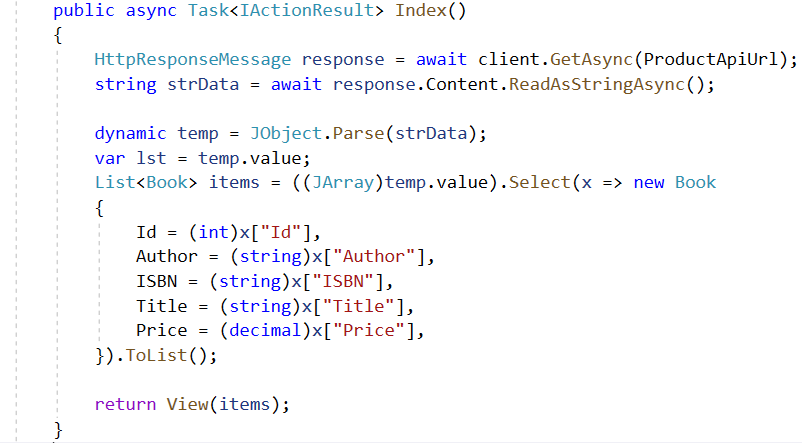 public async Task<IActionResult> Index()
{
    HttpResponseMessage response = await client.GetAsync(ProductApiUrl);
    string strData = await response.Content.ReadAsStringAsync();

    dynamic temp = JObject.Parse(strData);
    var lst = temp.value;
    List<Book> items = ((JArray)temp.value).Select(x => new Book
    {
        Id = (int)x["Id"],
        Author = (string)x["Author"],
        ISBN = (string)x["ISBN"],
        Title = (string)x["Title"],
        Price = (decimal)x["Price"],
    }).ToList();

    return View(items);
}